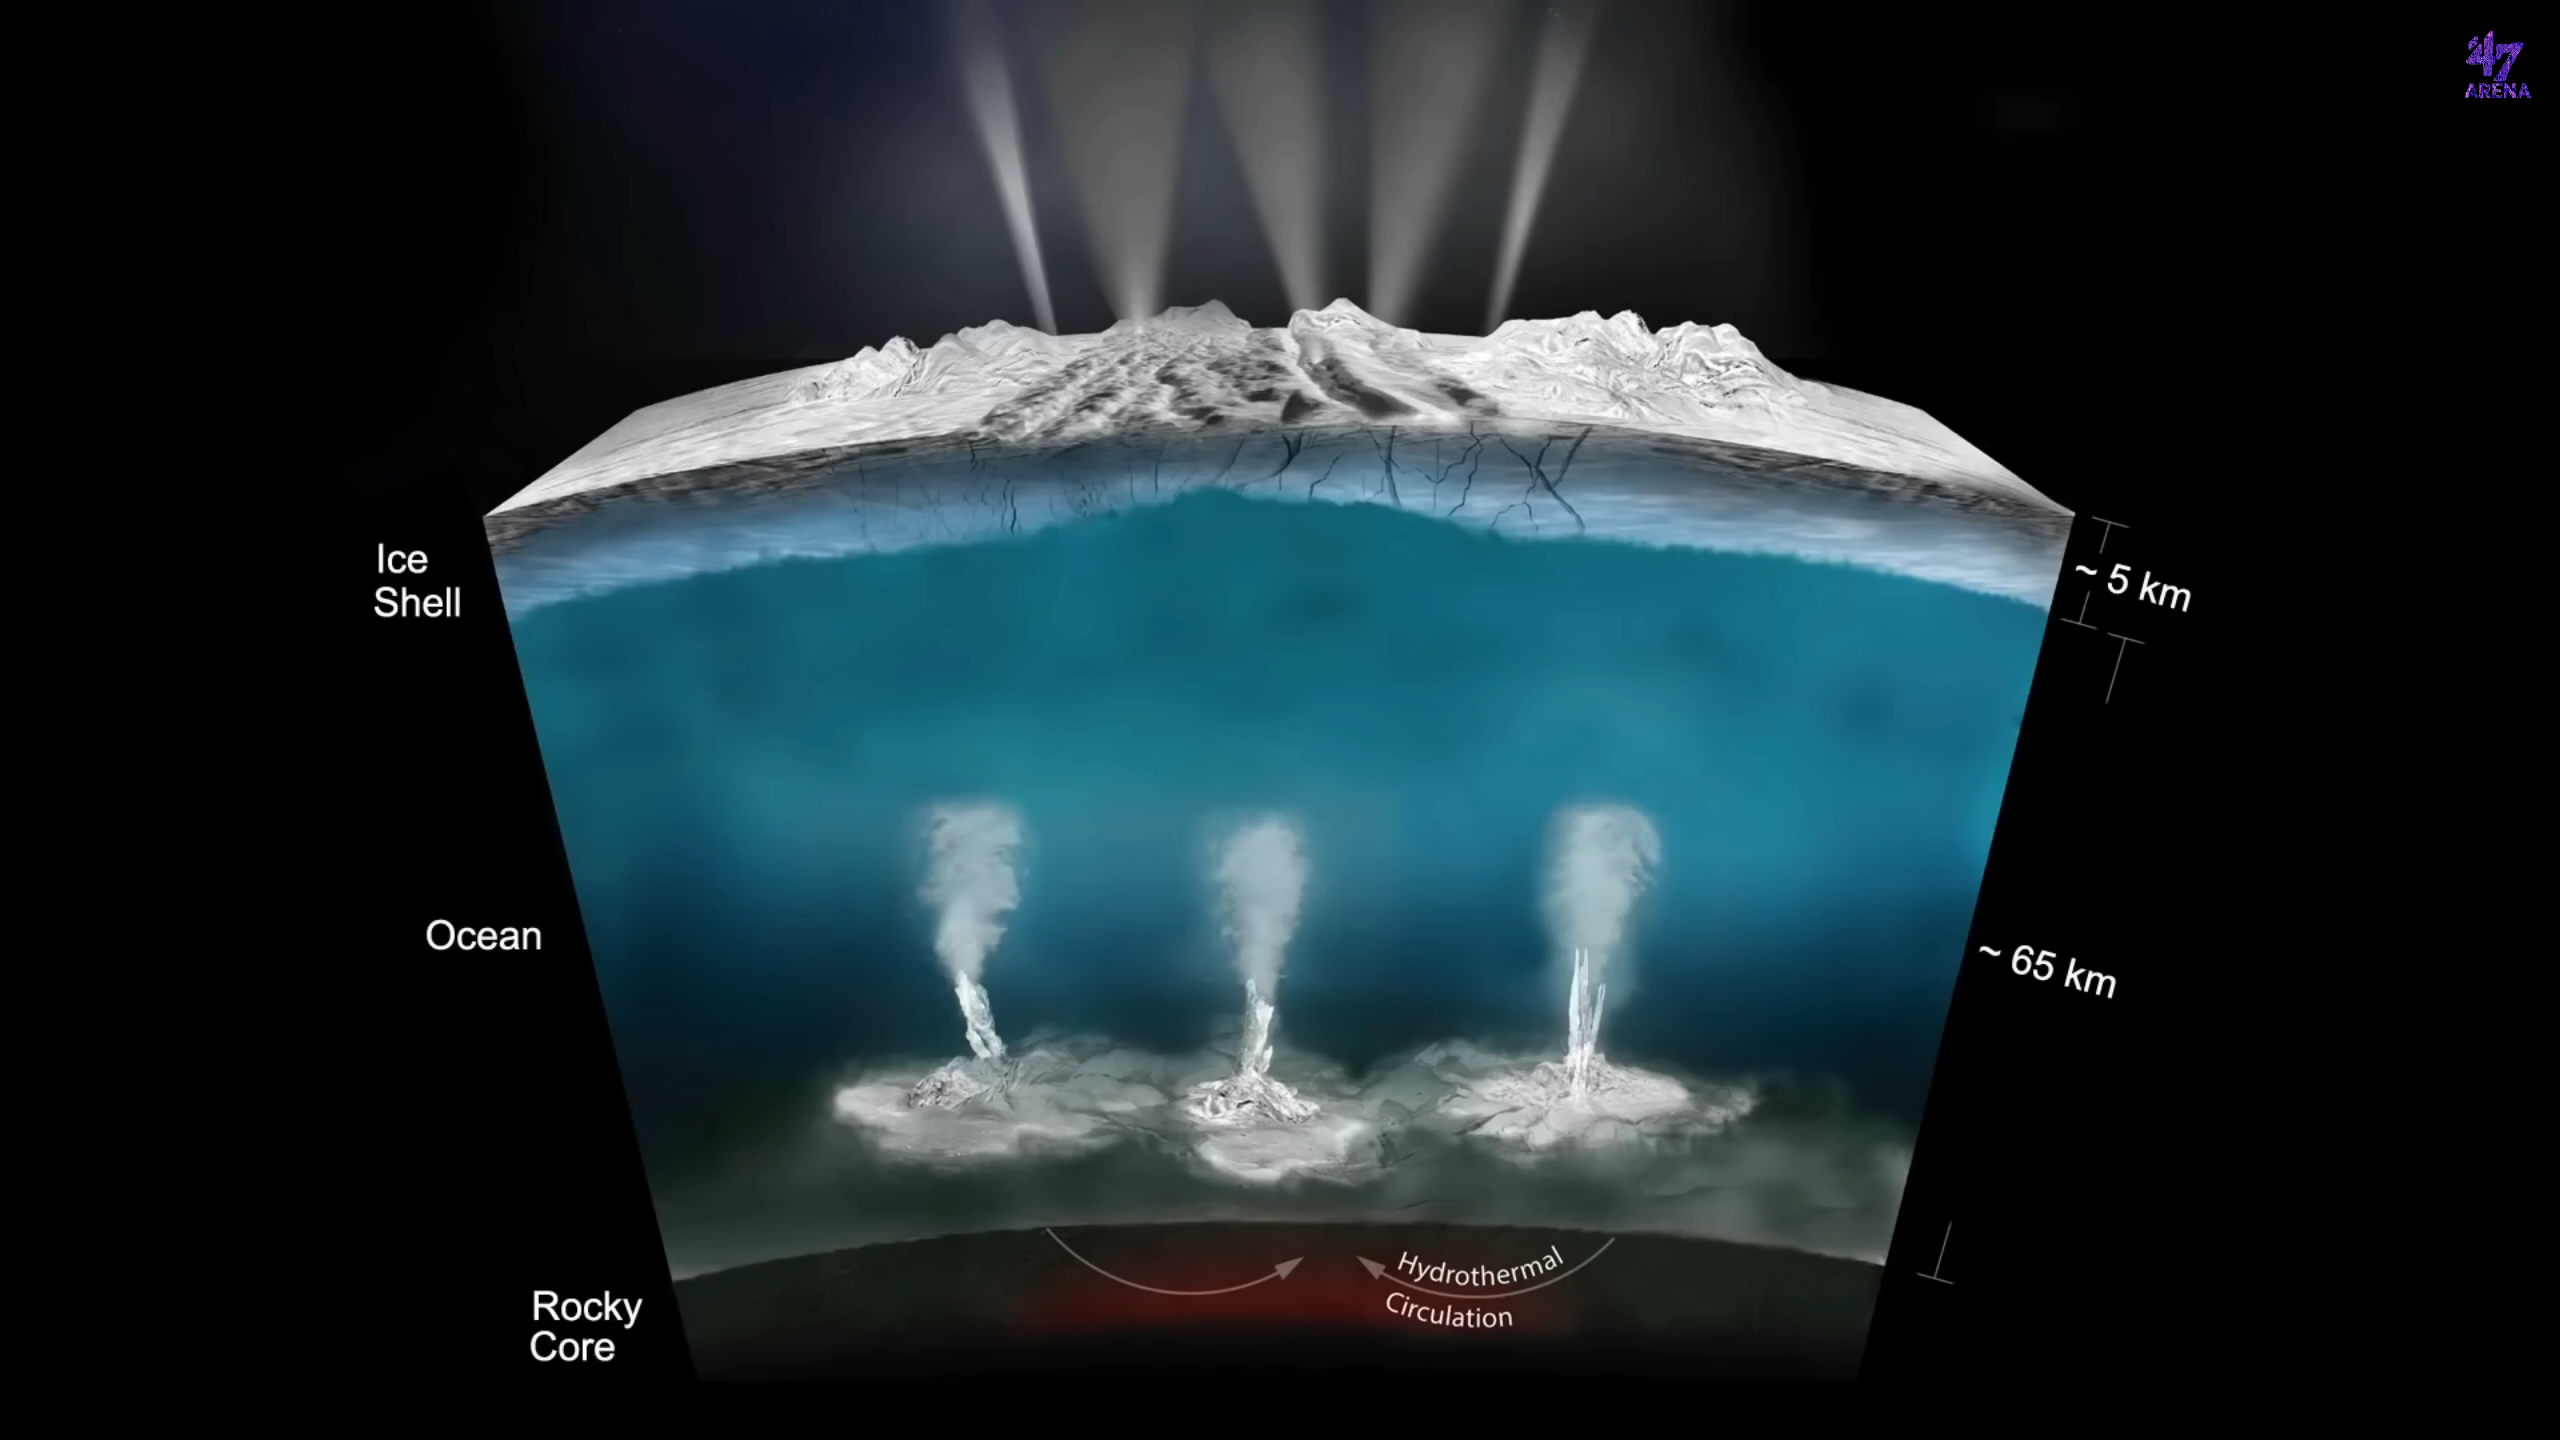 47
ARENA
Ice
Shell
~ 5 km
Ocean
~ 65 km
Rocky
Core
Hydrothermal
Circulation